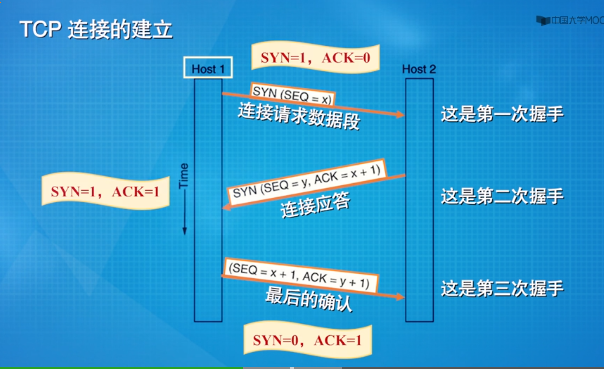 TCP 连接的建立
中国大学MOO
SYN=1，ACK=0
Host 1
Host 2
SYN (SEQ = x)
连接请求数据段
这是第一次握手
Time
SYN=1，ACK=1
SYN (SEQ = y, ACK = x + 1)
连接应答
这是第二次握手
(SEQ = x + 1, ACK = y + 1)
最后的确认
这是第三次握手
SYN=0，ACK=1